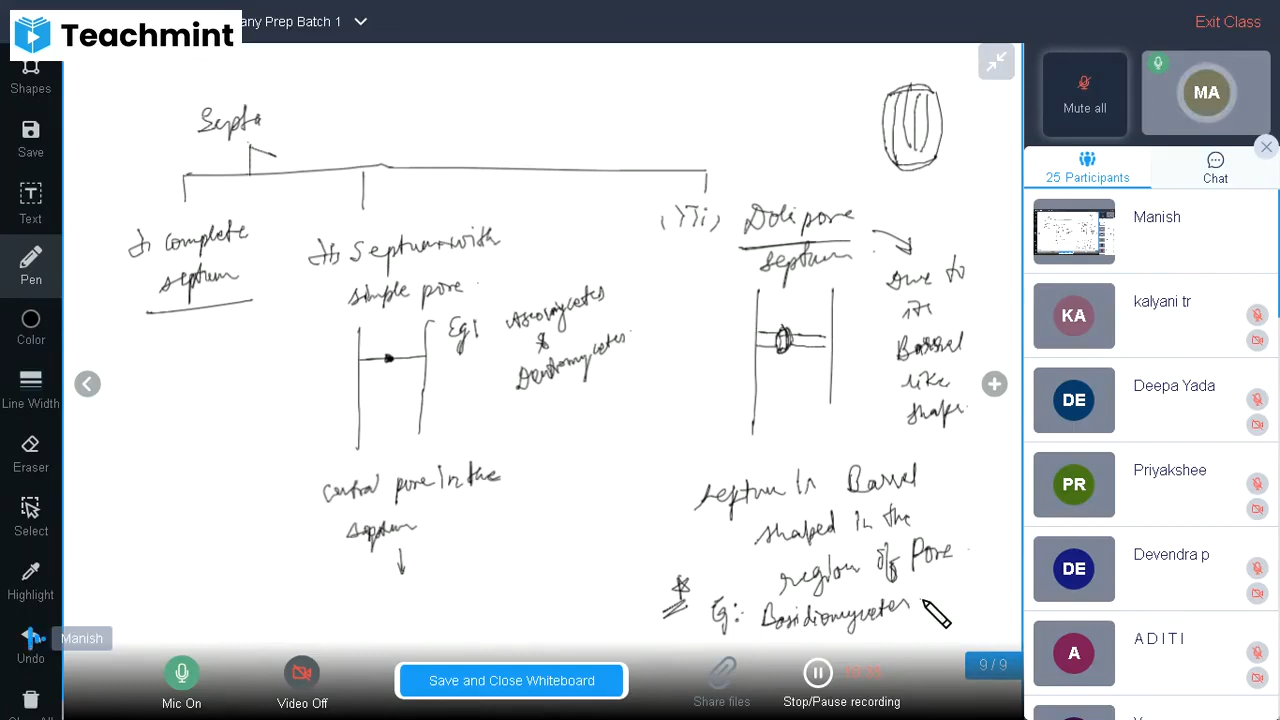 Teachmint
any Prep Batch 1
Exit Class
Shapes
Save
Text
Pen
Color
Line Width
Eraser
Select
Highlight
Undo
Manish
Septa
complete
septum
Septum with
simple pore
Eg:
Ascomycetes
&
Deutromycetes
central pore in the
septum
Dolipore
septum
Due to
its
Barrel
like
shape
septum is Barrel
shaped in the
region of Pore
Eg: Basidiomycetes
Mic On
Video Off
Save and Close Whiteboard
Share files
Stop/Pause recording
9 / 9
Mute all
MA
25 Participants
Chat
Manish
KA
kalyani tr
DE
Deepa Yada
PR
Priyakshee
DE
Devendra p
A
A D I T I